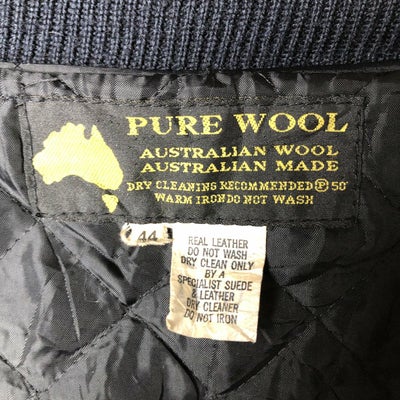 PURE WOOL
AUSTRALIAN WOOL
AUSTRALIAN MADE
DRY CLEANING RECOMMENDED Ⓟ 50°
WARM IRON DO NOT WASH
44
REAL LEATHER
DO NOT WASH
DRY CLEAN ONLY
BY A
SPECIALIST SUEDE
& LEATHER
DRY CLEANER
DO NOT IRON